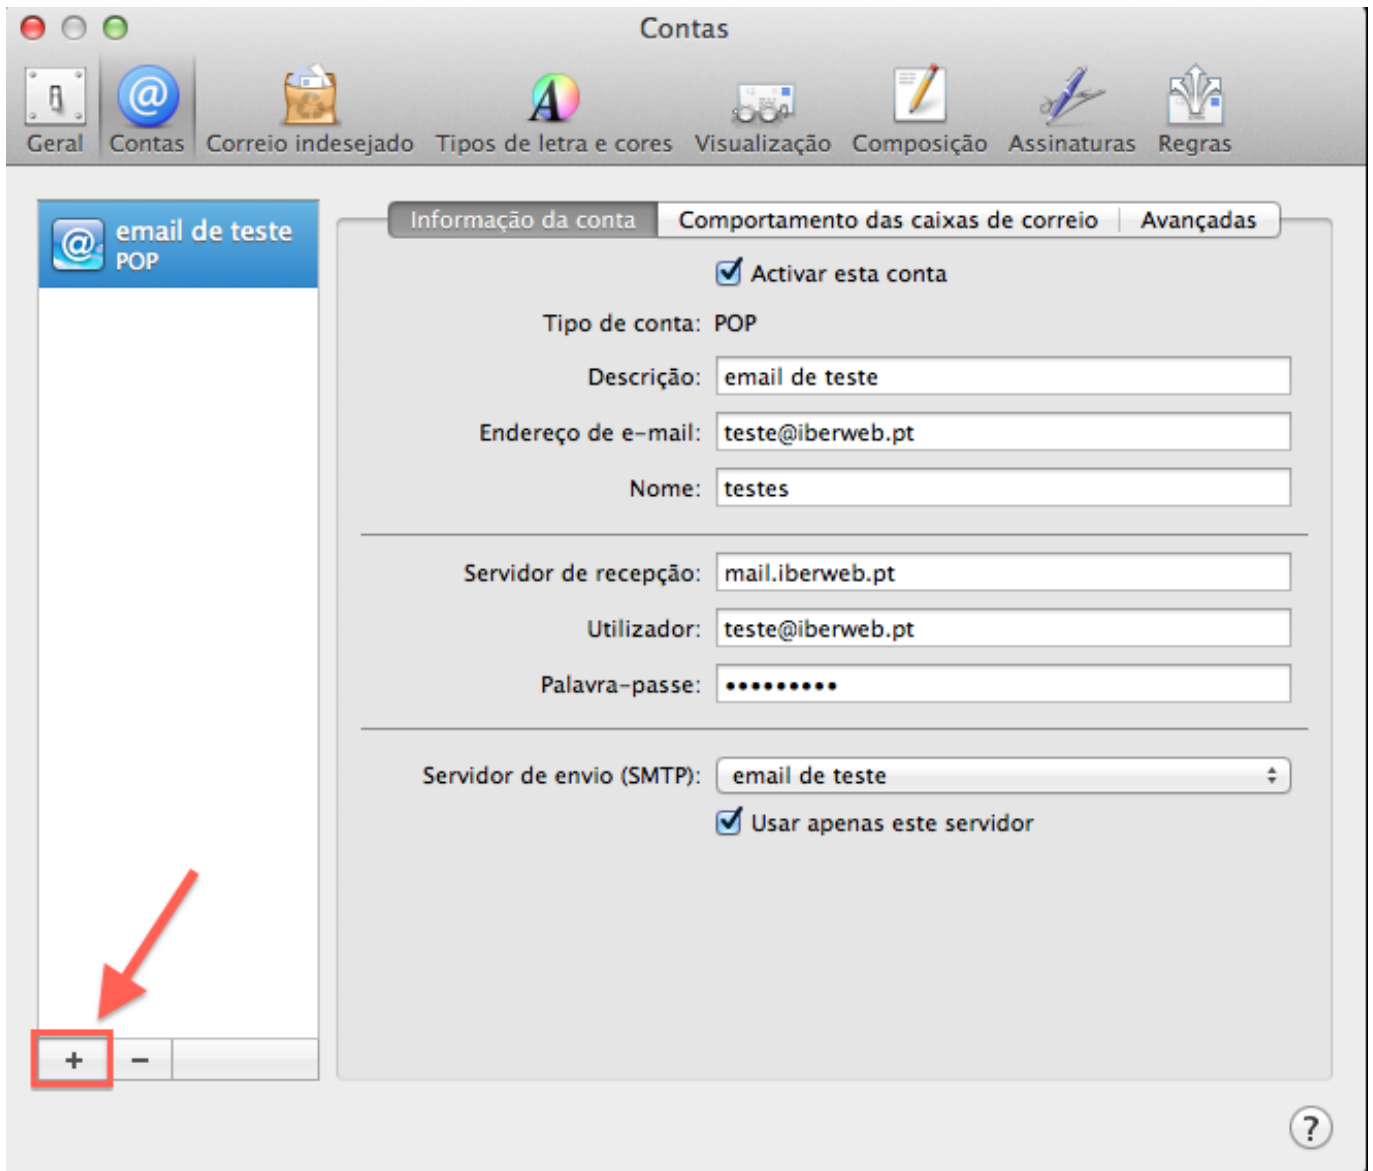 Contas
Geral Contas Correio indesejado Tipos de letra e cores Visualização Composição Assinaturas Regras
email de teste
POP
Informação da conta Comportamento das caixas de correio Avançadas
Activar esta conta
Tipo de conta: POP
Descrição: email de teste
Endereço de e-mail: teste@iberweb.pt
Nome: testes
Servidor de recepção: mail.iberweb.pt
Utilizador: teste@iberweb.pt
Palavra-passe: •••••••••
Servidor de envio (SMTP): email de teste
Usar apenas este servidor
+ −
?